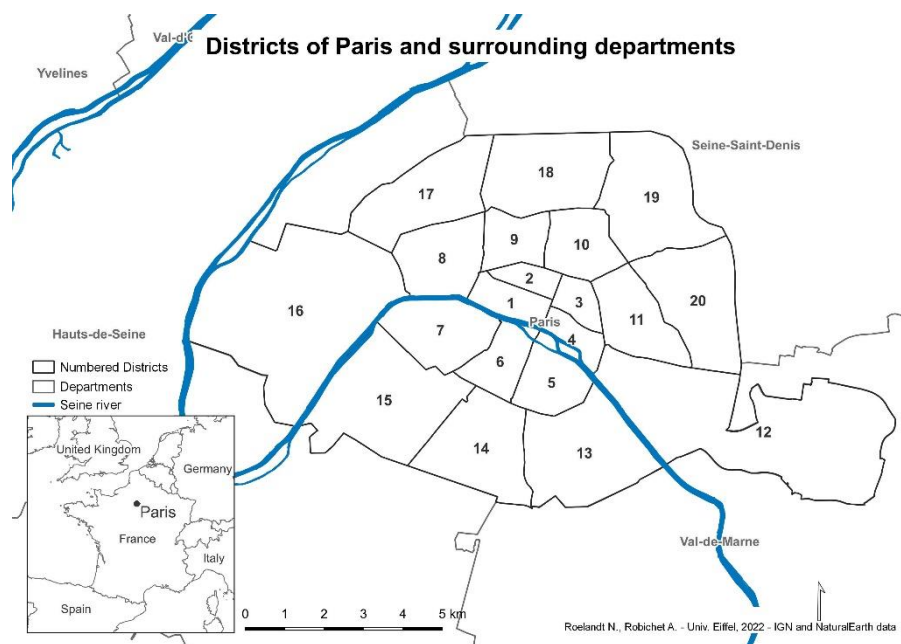 Districts of Paris and surrounding departments
Val-d'O
Yvelines
Seine-Saint-Denis
18
17
19
9
10
8
2
1
3
20
16
11
Paris
Hauts-de-Seine
7
4
6
5
Numbered Districts
Departments
Seine river
15
12
14
13
United Kingdom
Germany
Paris
France
Italy
Spain
Val-de-Marne
0 1 2 3 4 5 km
Roelandt N., Robichet A. - Univ. Eiffel, 2022 - IGN and NaturalEarth data